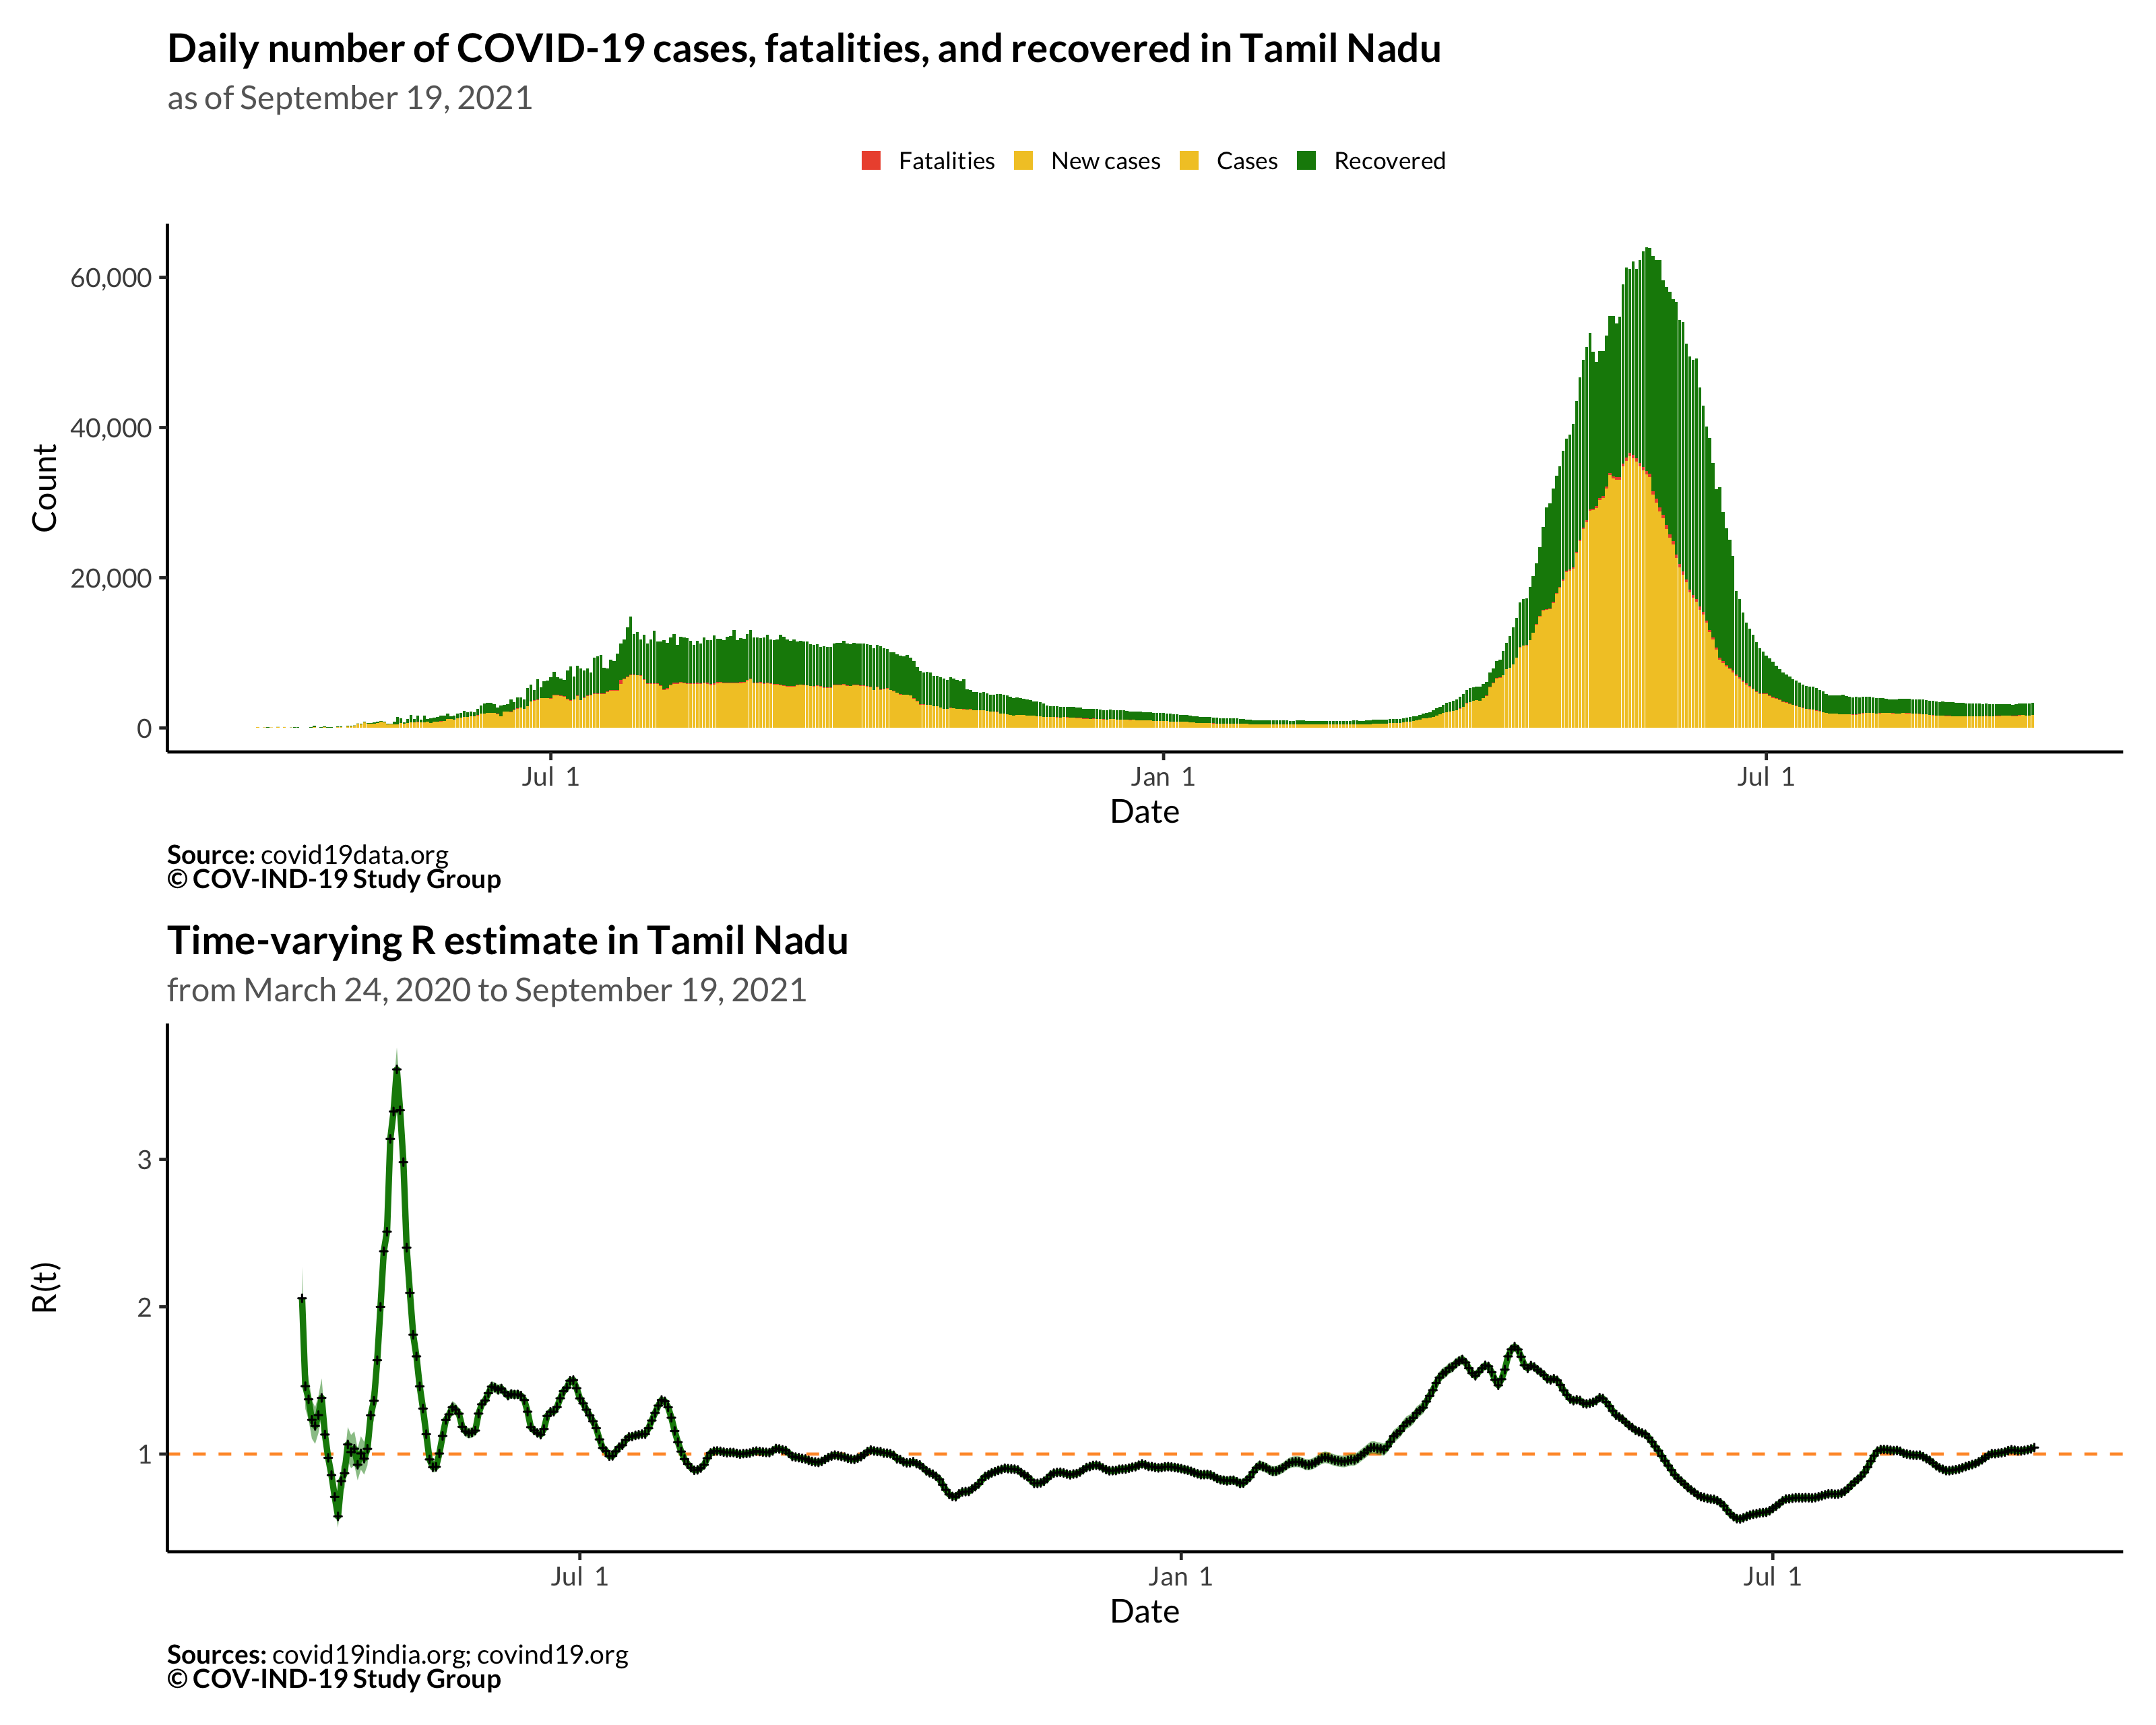 Daily number of COVID-19 cases, fatalities, and recovered in Tamil Nadu
as of September 19, 2021
Fatalities New cases Cases Recovered
Count
60,000
40,000
20,000
0
Jul 1 Jan 1 Jul 1
Date
Source: covid19data.org
© COV-IND-19 Study Group
Time-varying R estimate in Tamil Nadu
from March 24, 2020 to September 19, 2021
R(t)
3
2
1
Jul 1 Jan 1 Jul 1
Date
Sources: covid19india.org; covind19.org
© COV-IND-19 Study Group